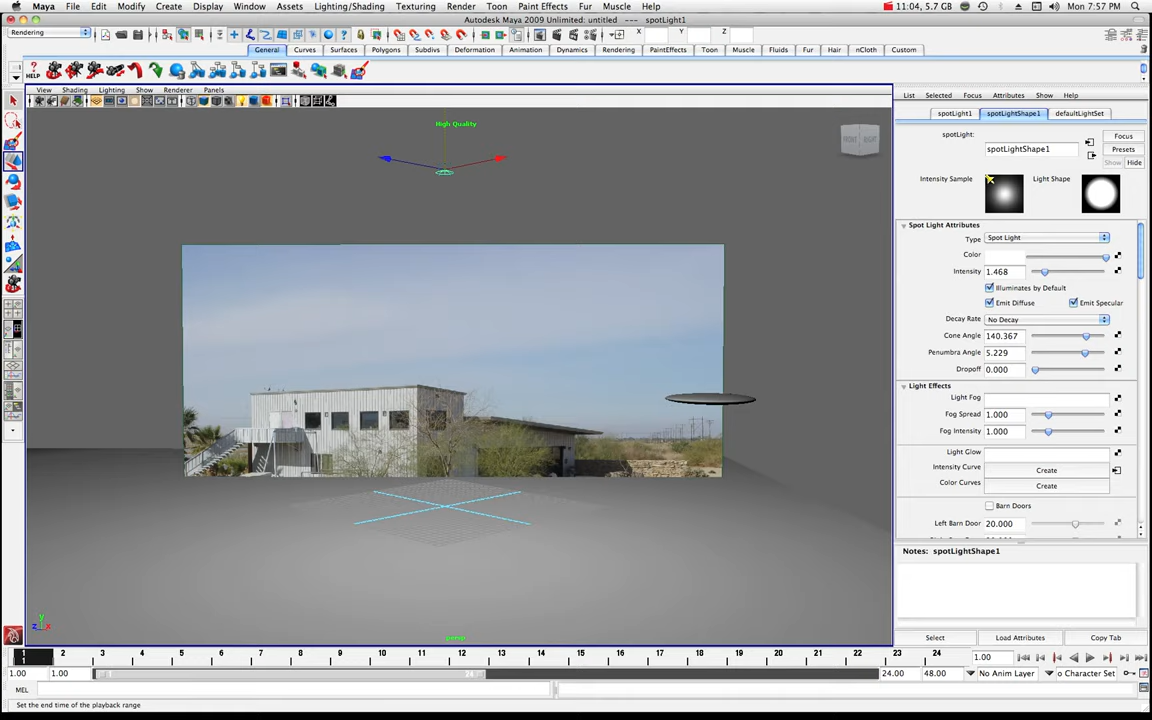 Maya File Edit Modify Create Display Window Assets Lighting/Shading Texturing Render Toon Paint Effects Fur Muscle Help 11:04, 5.7 GB Mon 7:57 PM
Autodesk Maya 2009 Unlimited: untitled --- spotLight1
Rendering X: Y: Z:
General Curves Surfaces Polygons Subdivs Deformation Animation Dynamics Rendering PaintEffects Toon Muscle Fluids Fur Hair nCloth Custom
HELP
View Shading Lighting Show Renderer Panels
High Quality
FRONT RIGHT
persp
y
z x
List Selected Focus Attributes Show Help
spotLight1 spotLightShape1 defaultLightSet
spotLight: spotLightShape1
Focus
Presets
Show Hide
Intensity Sample Light Shape
Spot Light Attributes
Type Spot Light
Color
Intensity 1.468
Illuminates by Default
Emit Diffuse Emit Specular
Decay Rate No Decay
Cone Angle 140.367
Penumbra Angle 5.229
Dropoff 0.000
Light Effects
Light Fog
Fog Spread 1.000
Fog Intensity 1.000
Light Glow
Intensity Curve Create
Color Curves Create
Barn Doors
Left Barn Door 20.000
Notes: spotLightShape1
Select Load Attributes Copy Tab
1 2 3 4 5 6 7 8 9 10 11 12 13 14 15 16 17 18 19 20 21 22 23 24 1.00
1
1.00 1.00 1 24 24.00 48.00 No Anim Layer o Character Set
MEL
Set the end time of the playback range